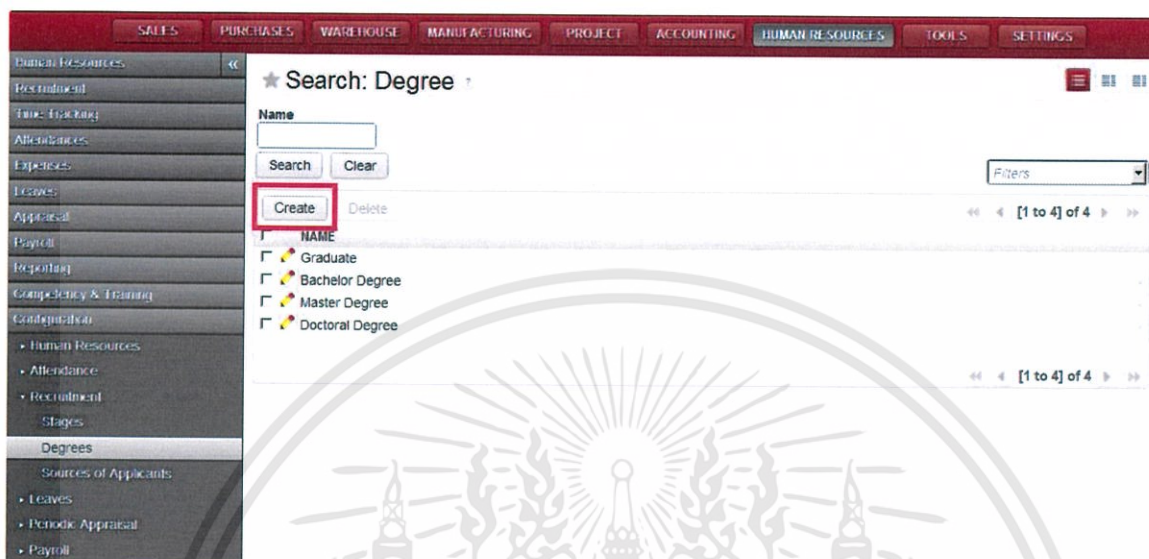 SALES PURCHASES WAREHOUSE MANUFACTURING PROJECT ACCOUNTING HUMAN RESOURCES TOOLS SETTINGS
Human Resources «
Recruitment
Time Tracking
Attendances
Expenses
Leaves
Appraisal
Payroll
Reporting
Competency & Training
Configuration
Human Resources
Attendance
Recruitment
Stages
Degrees
Sources of Applicants
Leaves
Periodic Appraisal
Payroll
Search: Degree ?
Name
Search Clear
Filters
Create Delete
[1 to 4] of 4
NAME
Graduate
Bachelor Degree
Master Degree
Doctoral Degree
[1 to 4] of 4